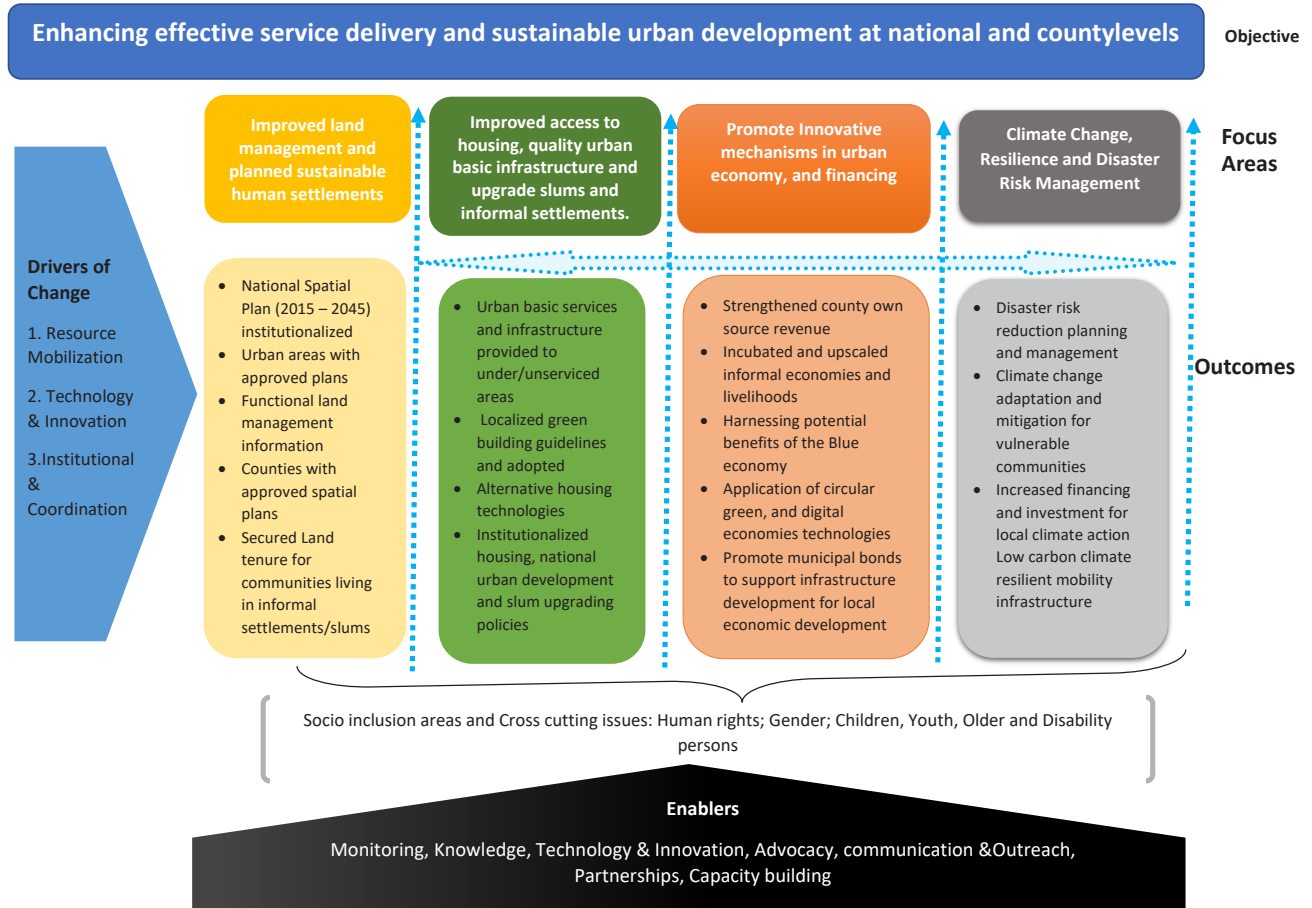 Enhancing effective service delivery and sustainable urban development at national and countylevels
Objective
Improved land
management and
planned sustainable
human settlements
Improved access to
housing, quality urban
basic infrastructure and
upgrade slums and
informal settlements.
Promote Innovative
mechanisms in urban
economy, and financing
Climate Change,
Resilience and Disaster
Risk Management
Focus
Areas
Drivers of
Change
1. Resource
Mobilization
2. Technology
& Innovation
3.Institutional
&
Coordination
• National Spatial
Plan (2015 – 2045)
institutionalized
• Urban areas with
approved plans
• Functional land
management
information
• Counties with
approved spatial
plans
• Secured Land
tenure for
communities living
in informal
settlements/slums
• Urban basic services
and infrastructure
provided to
under/unserviced
areas
• Localized green
building guidelines
and adopted
• Alternative housing
technologies
• Institutionalized
housing, national
urban development
and slum upgrading
policies
• Strengthened county own
source revenue
• Incubated and upscaled
informal economies and
livelihoods
• Harnessing potential
benefits of the Blue
economy
• Application of circular
green, and digital
economies technologies
• Promote municipal bonds
to support infrastructure
development for local
economic development
• Disaster risk
reduction planning
and management
• Climate change
adaptation and
mitigation for
vulnerable
communities
• Increased financing
and investment for
local climate action
Low carbon climate
resilient mobility
infrastructure
Outcomes
Socio inclusion areas and Cross cutting issues: Human rights; Gender; Children, Youth, Older and Disability
persons
Enablers
Monitoring, Knowledge, Technology & Innovation, Advocacy, communication &Outreach,
Partnerships, Capacity building